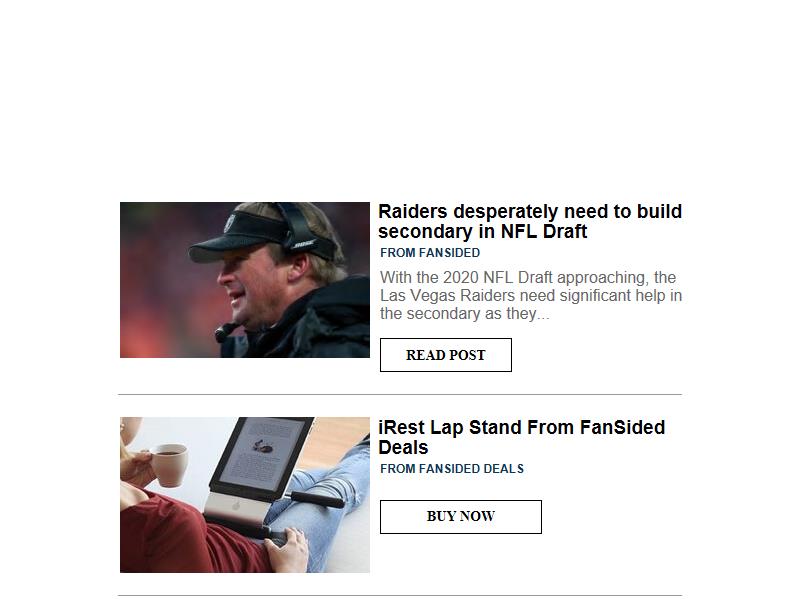 Raiders desperately need to build
secondary in NFL Draft
FROM FANSIDED
With the 2020 NFL Draft approaching, the
Las Vegas Raiders need significant help in
the secondary as they...
READ POST
BOSE
iRest Lap Stand From FanSided
Deals
FROM FANSIDED DEALS
BUY NOW